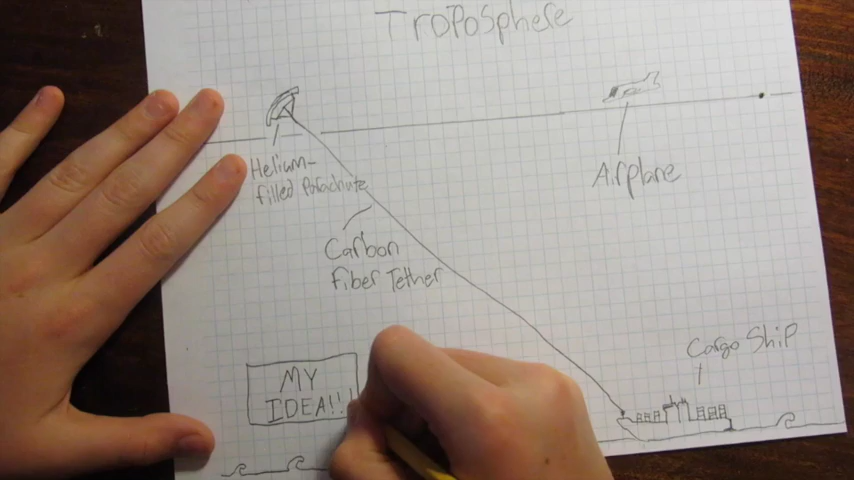 Troposphere
Helium-
filled Parachute
Airplane
Carbon
fiber Tether
Cargo Ship
MY
IDEA!!!